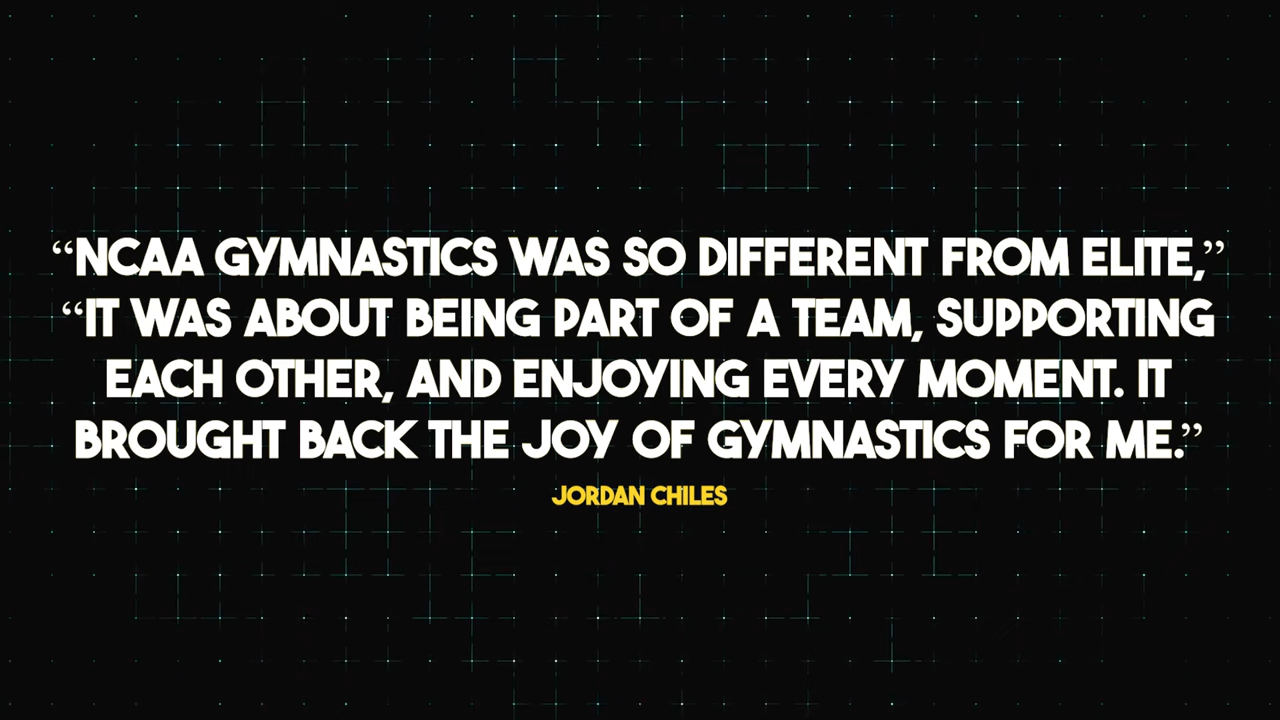 “NCAA GYMNASTICS WAS SO DIFFERENT FROM ELITE,”
“IT WAS ABOUT BEING PART OF A TEAM, SUPPORTING
EACH OTHER, AND ENJOYING EVERY MOMENT. IT
BROUGHT BACK THE JOY OF GYMNASTICS FOR ME.”
JORDAN CHILES